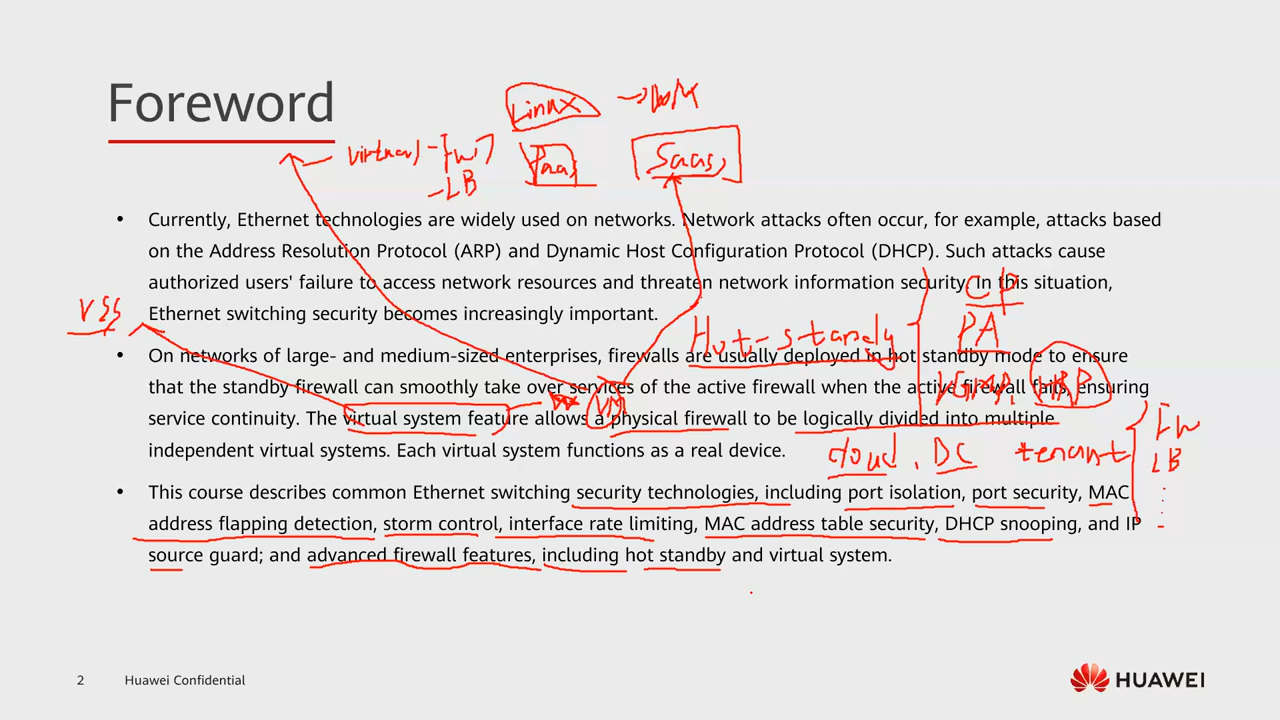 Foreword
Linux
Paas
Saas
virtual
FW
LB
Currently, Ethernet technologies are widely used on networks. Network attacks often occur, for example, attacks based
on the Address Resolution Protocol (ARP) and Dynamic Host Configuration Protocol (DHCP). Such attacks cause
authorized users' failure to access network resources and threaten network information security. In this situation,
Ethernet switching security becomes increasingly important.
CP
PA
VSS
Hot-standy
On networks of large- and medium-sized enterprises, firewalls are usually deployed in hot standby mode to ensure
that the standby firewall can smoothly take over services of the active firewall when the active firewall fails, ensuring
service continuity. The virtual system feature allows a physical firewall to be logically divided into multiple
independent virtual systems. Each virtual system functions as a real device.
VM
HRP
cloud, DC tenant
FW
LB
This course describes common Ethernet switching security technologies, including port isolation, port security, MAC
address flapping detection, storm control, interface rate limiting, MAC address table security, DHCP snooping, and IP
source guard; and advanced firewall features, including hot standby and virtual system.
2 Huawei Confidential
HUAWEI